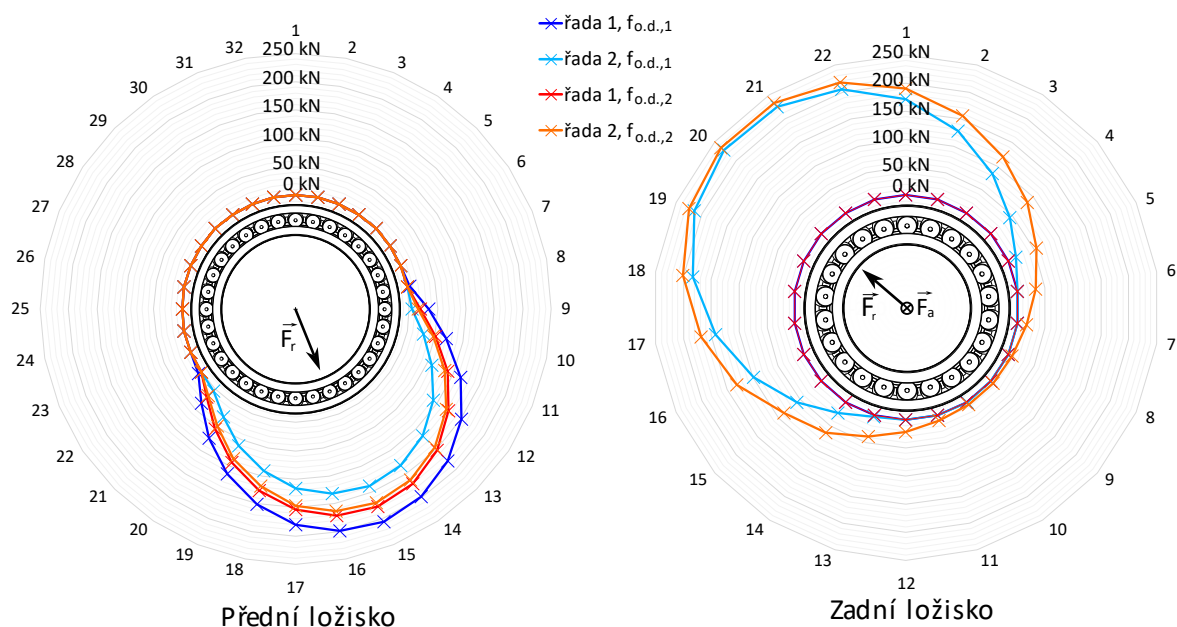 řada 1, fo.d.,1
řada 2, fo.d.,1
řada 1, fo.d.,2
řada 2, fo.d.,2
1
2
3
4
5
6
7
8
9
10
11
12
13
14
15
16
17
18
19
20
21
22
23
24
25
26
27
28
29
30
31
32
250 kN
200 kN
150 kN
100 kN
50 kN
0 kN
Fr
Přední ložisko
1
2
3
4
5
6
7
8
9
10
11
12
13
14
15
16
17
18
19
20
21
22
250 kN
200 kN
150 kN
100 kN
50 kN
0 kN
Fr
Fa
Zadní ložisko